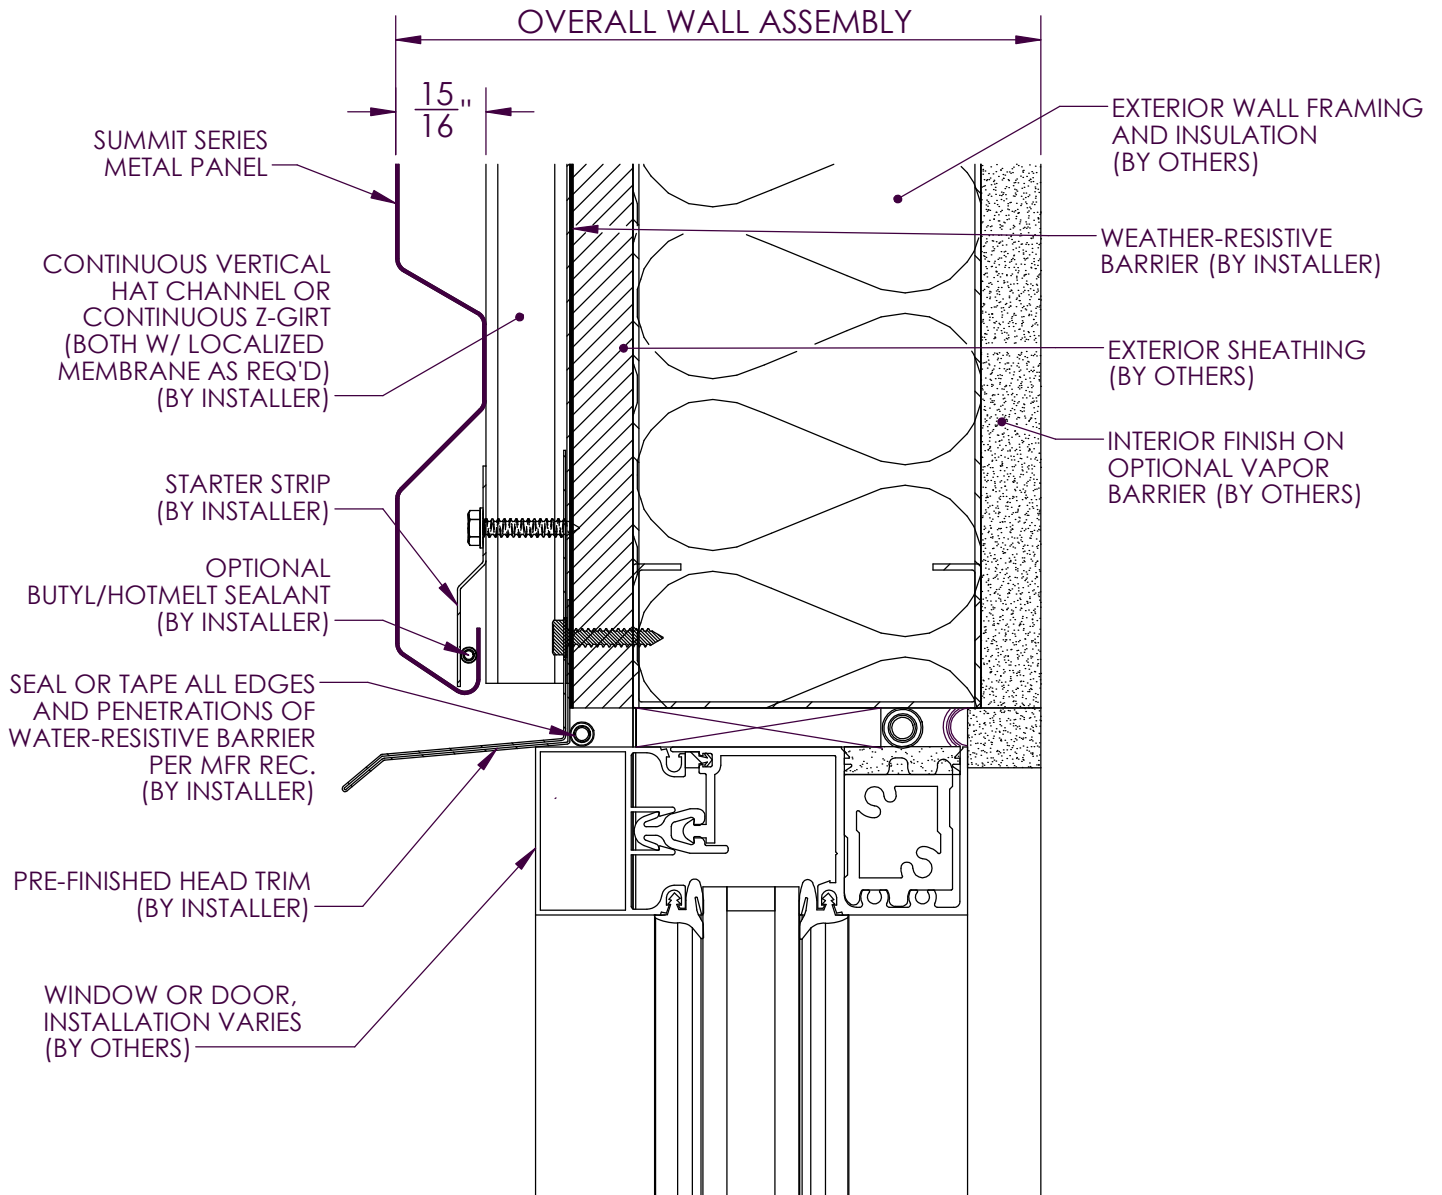 OVERALL WALL ASSEMBLY
15
16"
SUMMIT SERIES
METAL PANEL
CONTINUOUS VERTICAL
HAT CHANNEL OR
CONTINUOUS Z-GIRT
(BOTH W/ LOCALIZED
MEMBRANE AS REQ'D)
(BY INSTALLER)
STARTER STRIP
(BY INSTALLER)
OPTIONAL
BUTYL/HOTMELT SEALANT
(BY INSTALLER)
SEAL OR TAPE ALL EDGES
AND PENETRATIONS OF
WATER-RESISTIVE BARRIER
PER MFR REC.
(BY INSTALLER)
PRE-FINISHED HEAD TRIM
(BY INSTALLER)
WINDOW OR DOOR,
INSTALLATION VARIES
(BY OTHERS)
EXTERIOR WALL FRAMING
AND INSULATION
(BY OTHERS)
WEATHER-RESISTIVE
BARRIER (BY INSTALLER)
EXTERIOR SHEATHING
(BY OTHERS)
INTERIOR FINISH ON
OPTIONAL VAPOR
BARRIER (BY OTHERS)